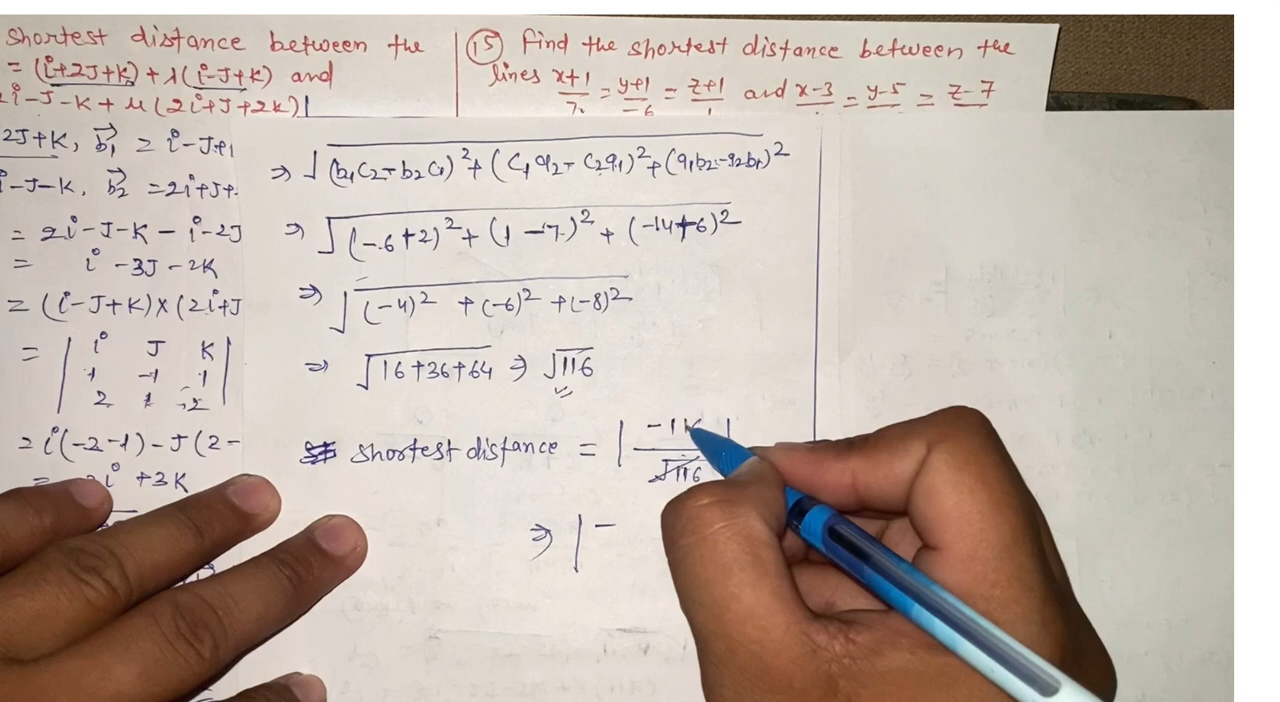 shortest distance between the
= (i+2J+K) + λ(i-J+K) and
2i-J-K + μ(2i+J+2k)
⑮ Find the shortest distance between the
lines x+1/7 = y+1/-6 = z+1/1 and x-3 = y-5 = z-7
2J+K, b₁ = i-J+
i-J-K, b₂ = 2i+J+
= 2i-J-K-i-2J
= i-3J-2K
= (i-J+K)×(2i+J
= | i J K |
1 -1 1
2 1 2
= i(-2-1)-J(2-
= i +3K
⇒ √(b₁c₂-b₂c₁)²+(c₁a₂-c₂a₁)²+(a₁b₂-a₂b₁)²
⇒ √(-6+2)²+(1-7)²+(-14+6)²
⇒ √(-4)²+(-6)²+(-8)²
⇒ √16+36+64 ⇒ √116
shortest distance = | -1 / √116
⇒ | -